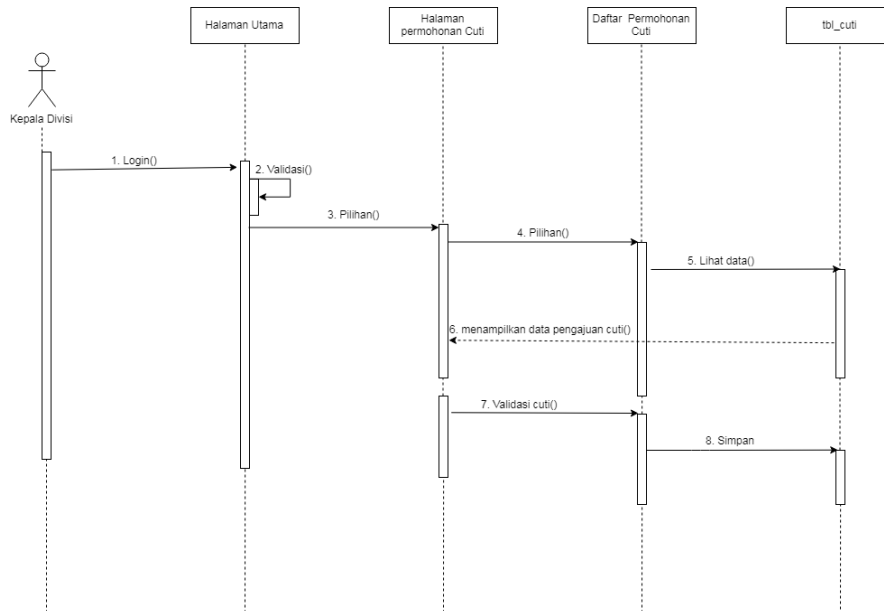 Halaman Utama
Halaman
permohonan Cuti
Daftar Permohonan
Cuti
tbl_cuti
Kepala Divisi
1. Login()
2. Validasi()
3. Pilihan()
4. Pilihan()
5. Lihat data()
6. menampilkan data pengajuan cuti()
7. Validasi cuti()
8. Simpan